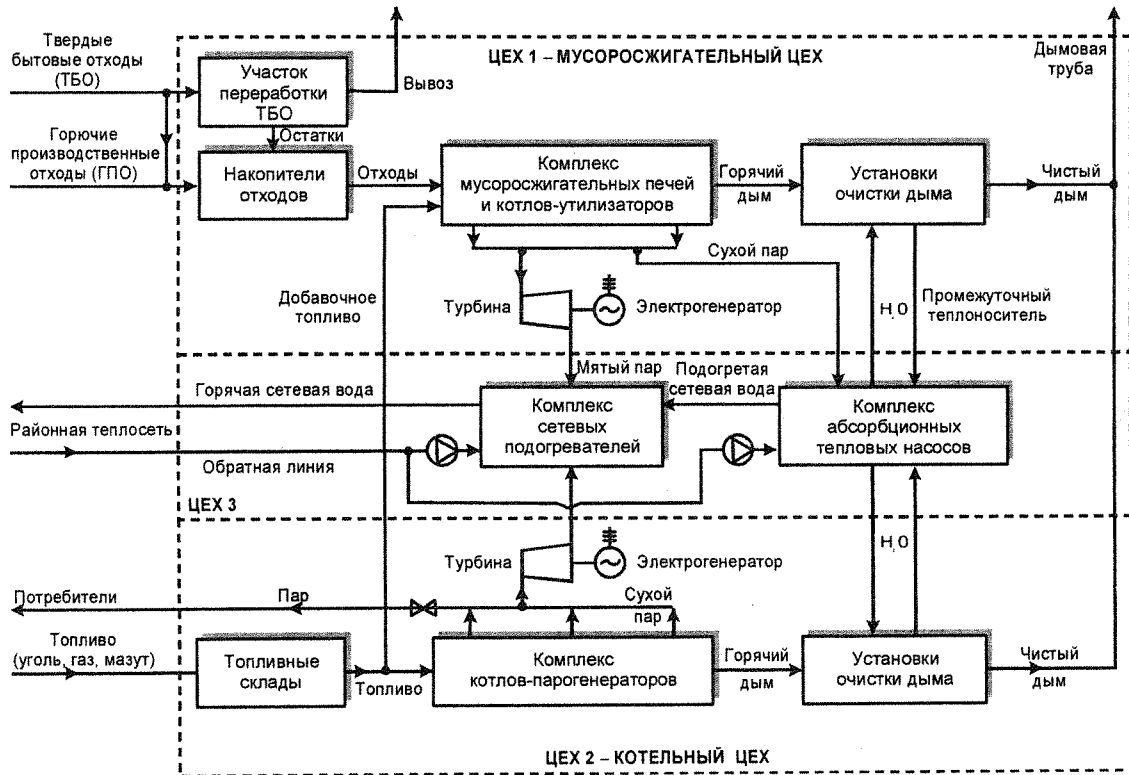 Твердые
бытовые отходы
(ТБО)
ЦЕХ 1 – МУСОРОСЖИГАТЕЛЬНЫЙ ЦЕХ
Дымовая
труба
Участок
переработки
ТБО
Вывоз
Остатки
Горючие
производственные
отходы (ГПО)
Накопители
отходов
Отходы
Комплекс
мусоросжигательных печей
и котлов-утилизаторов
Горячий
дым
Установки
очистки дыма
Чистый
дым
Сухой пар
Добавочное
топливо
Турбина
Электрогенератор
H₂O
Промежуточный
теплоноситель
Мятый пар
Подогретая
сетевая вода
Горячая сетевая вода
Комплекс
сетевых
подогревателей
Комплекс
абсорбционных
тепловых насосов
Районная теплосеть
Обратная линия
ЦЕХ 3
Турбина
Электрогенератор
H₂O
Потребители
Пар
Сухой
пар
Топливо
(уголь, газ, мазут)
Топливные
склады
Топливо
Комплекс
котлов-парогенераторов
Горячий
дым
Установки
очистки дыма
Чистый
дым
ЦЕХ 2 – КОТЕЛЬНЫЙ ЦЕХ